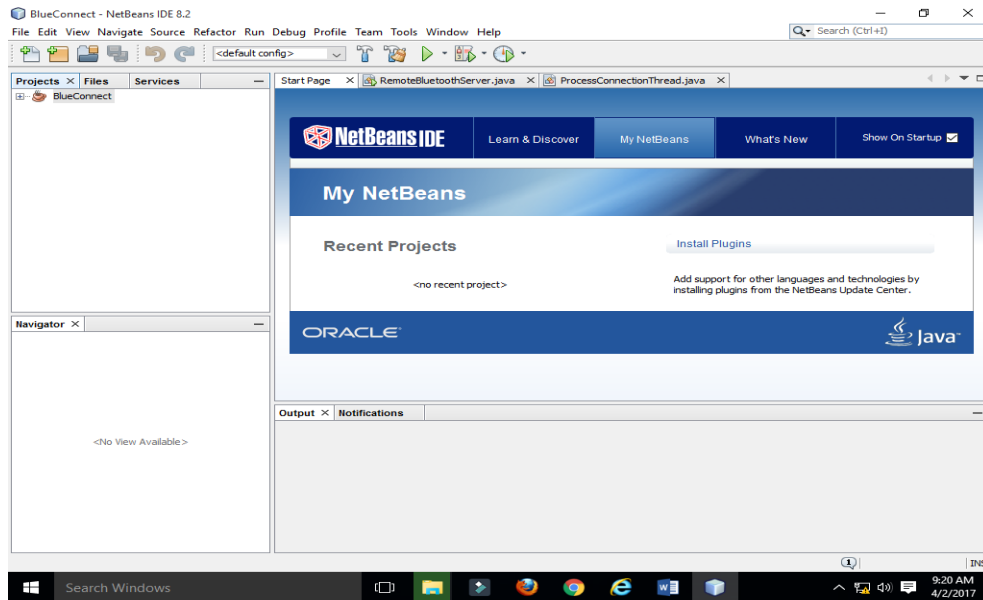 BlueConnect - NetBeans IDE 8.2
File Edit View Navigate Source Refactor Run Debug Profile Team Tools Window Help
Search (Ctrl+I)
<default config>
Projects Files Services
Start Page RemoteBluetoothServer.java ProcessConnectionThread.java
BlueConnect
NetBeans IDE Learn & Discover My NetBeans What's New Show On Startup
My NetBeans
Recent Projects
Install Plugins
<no recent project>
Add support for other languages and technologies by
installing plugins from the NetBeans Update Center.
ORACLE
Java
Navigator
<No View Available>
Output Notifications
1
INS
Search Windows
9:20 AM
4/2/2017